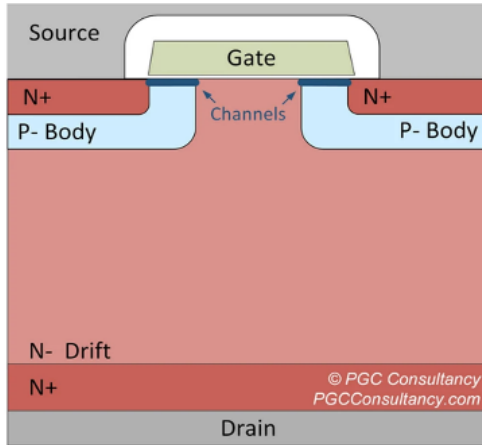 Source
Gate
N+
Channels
N+
P- Body
P- Body
N- Drift
N+
© PGC Consultancy
PGCConsultancy.com
Drain